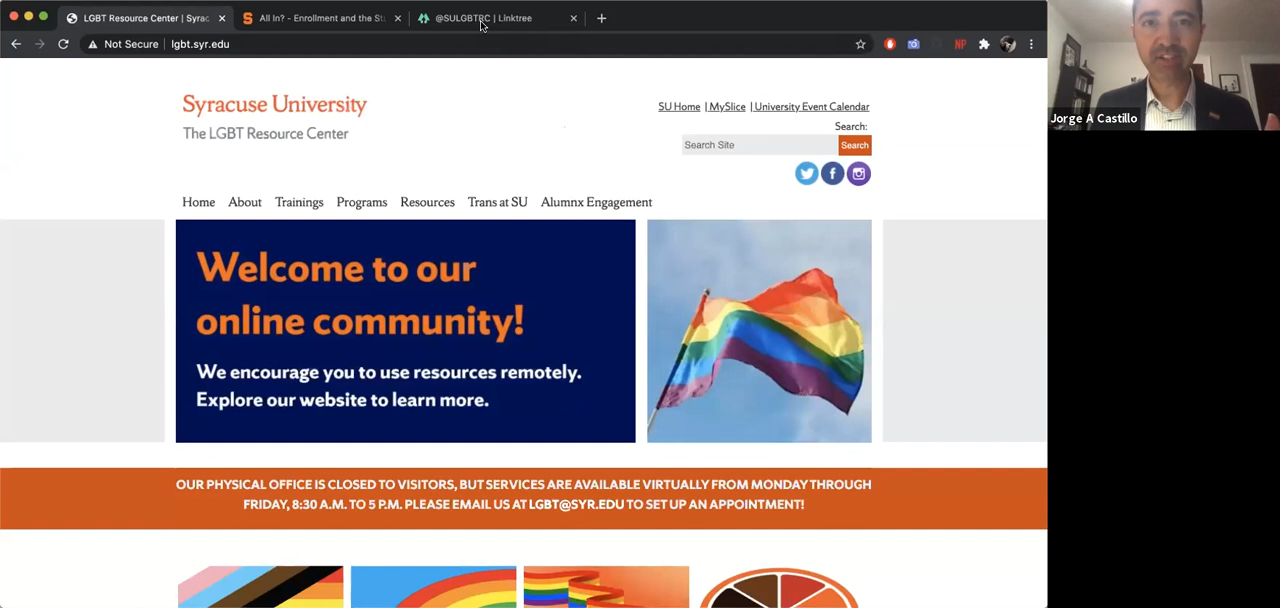 LGBT Resource Center | Syrac
All In? - Enrollment and the St
@SULGBTRC | Linktree
Not Secure | lgbt.syr.edu
NP
Jorge A Castillo
Syracuse University
The LGBT Resource Center
SU Home | MySlice | University Event Calendar
Search:
Search Site Search
Home About Trainings Programs Resources Trans at SU Alumnx Engagement
Welcome to our
online community!
We encourage you to use resources remotely.
Explore our website to learn more.
OUR PHYSICAL OFFICE IS CLOSED TO VISITORS, BUT SERVICES ARE AVAILABLE VIRTUALLY FROM MONDAY THROUGH
FRIDAY, 8:30 A.M. TO 5 P.M. PLEASE EMAIL US AT LGBT@SYR.EDU TO SET UP AN APPOINTMENT!